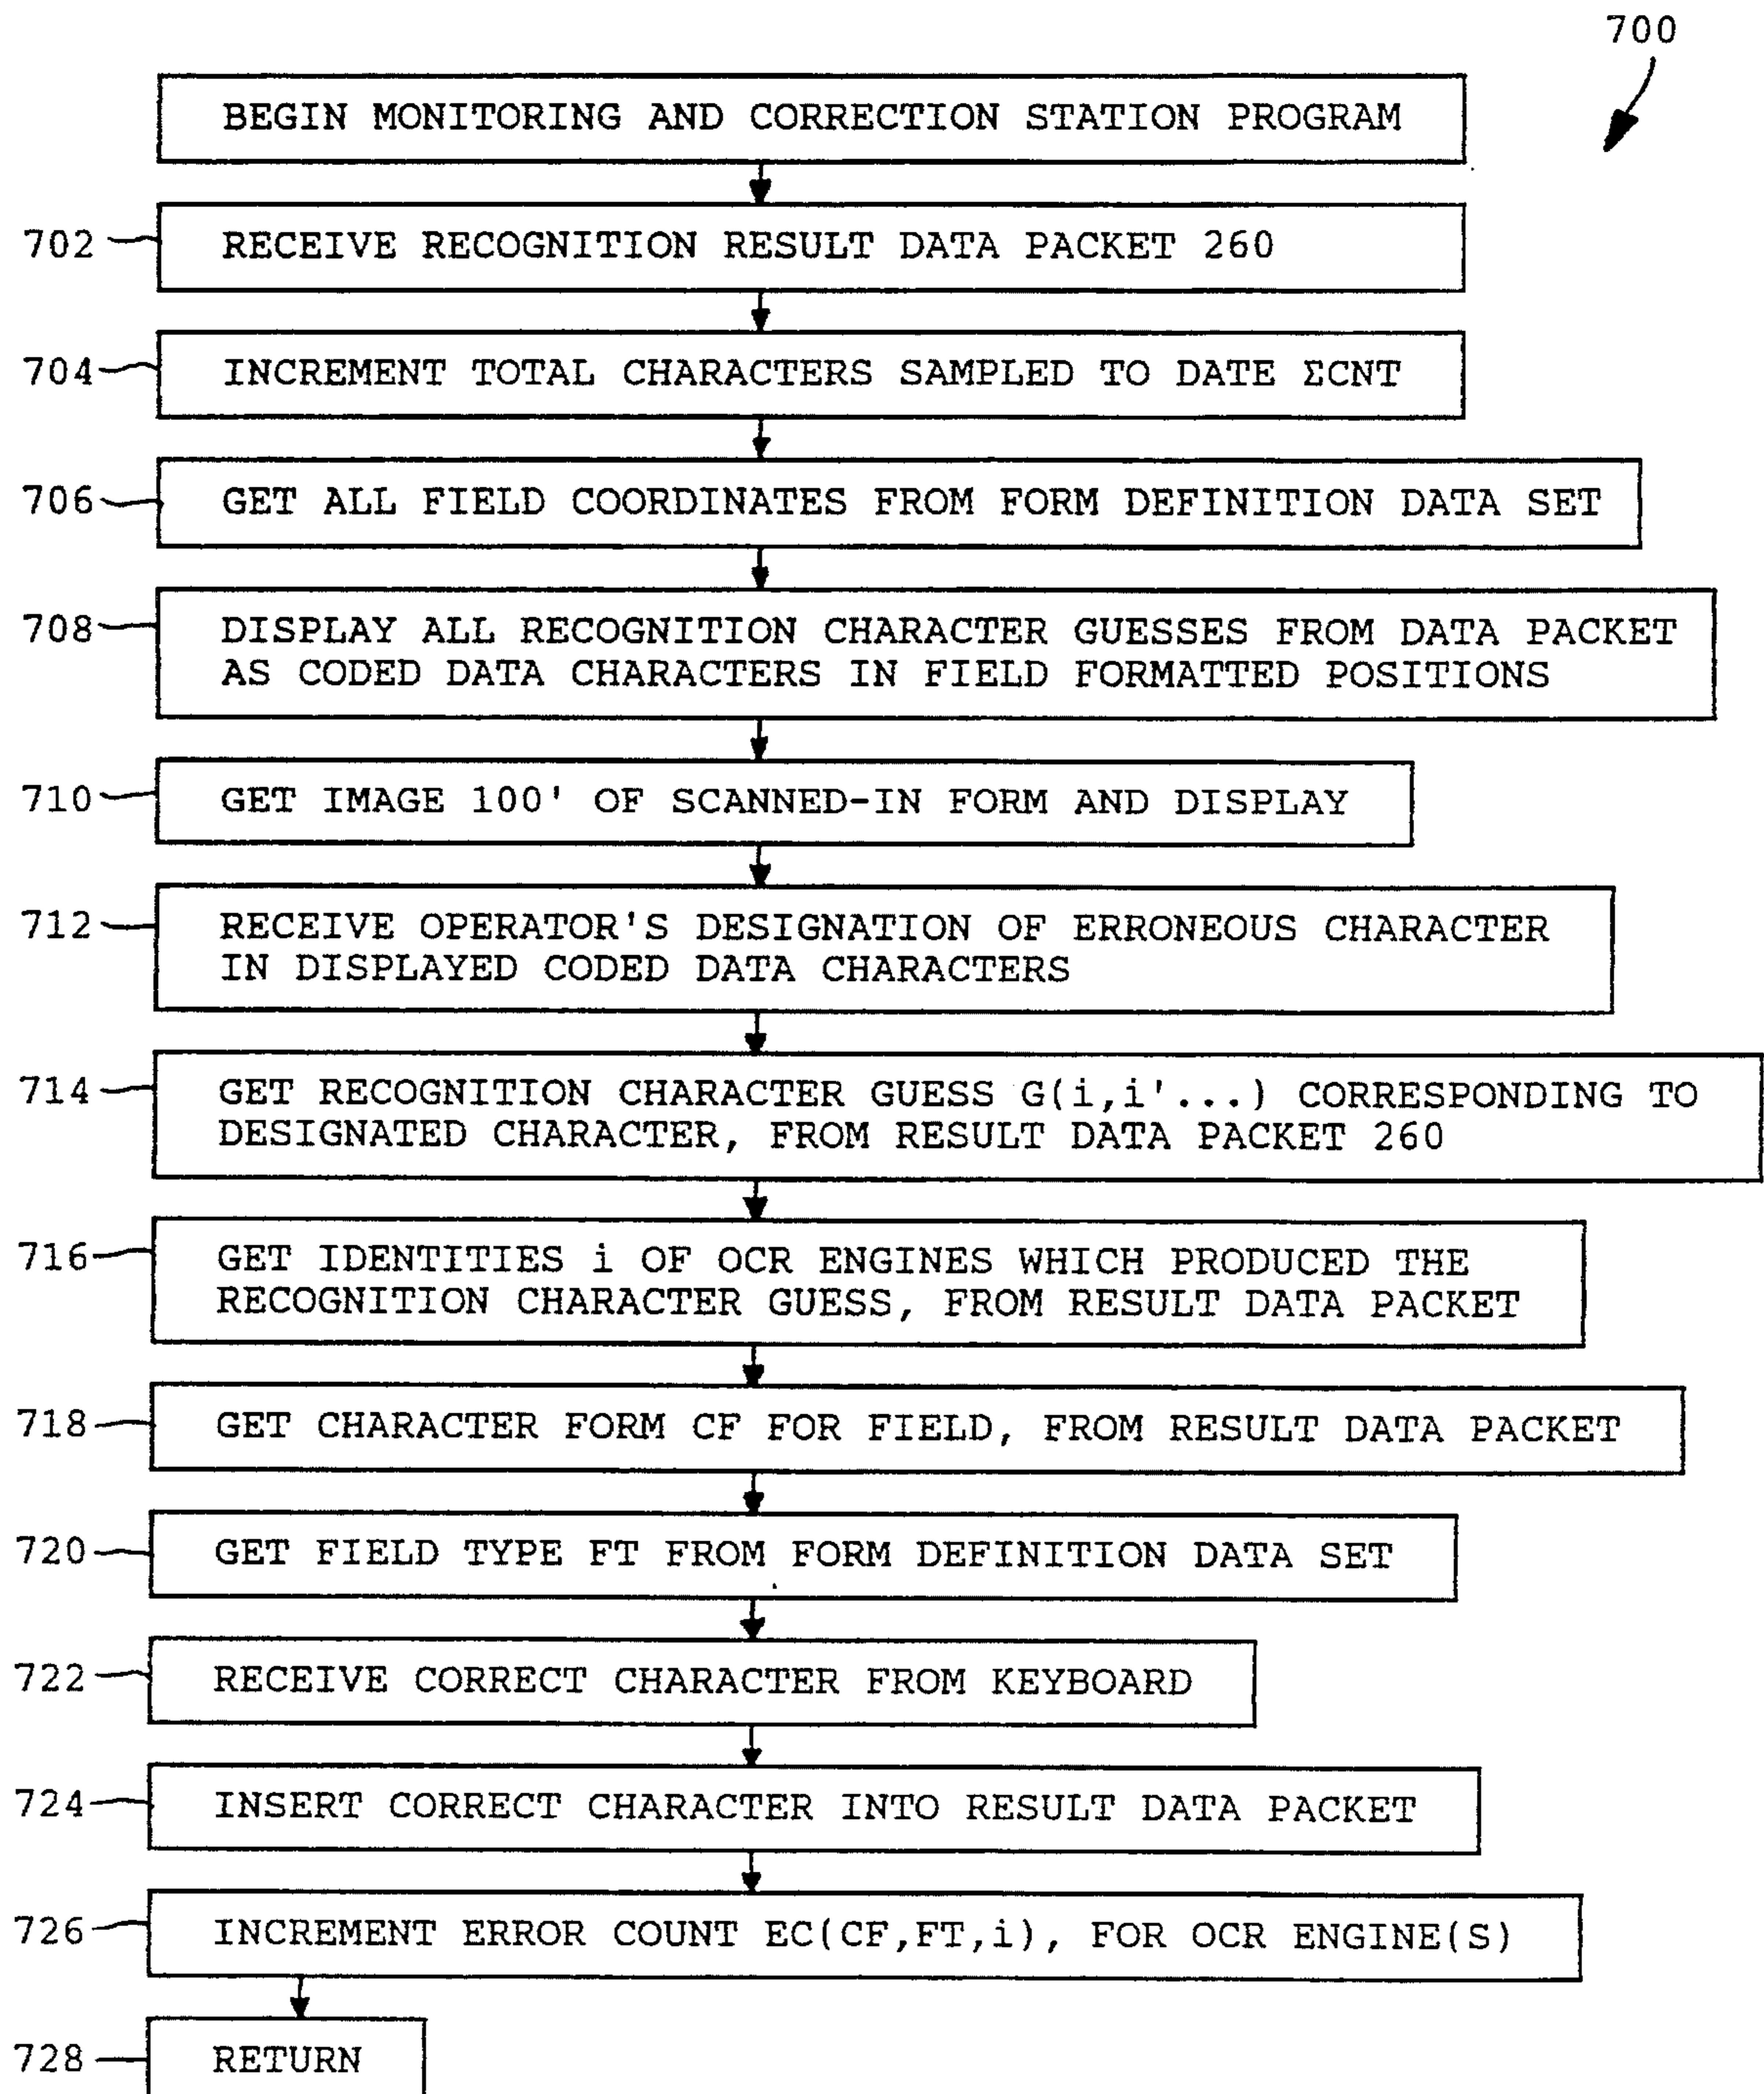 700
BEGIN MONITORING AND CORRECTION STATION PROGRAM
702 RECEIVE RECOGNITION RESULT DATA PACKET 260
704 INCREMENT TOTAL CHARACTERS SAMPLED TO DATE ΣCNT
706 GET ALL FIELD COORDINATES FROM FORM DEFINITION DATA SET
708 DISPLAY ALL RECOGNITION CHARACTER GUESSES FROM DATA PACKET
AS CODED DATA CHARACTERS IN FIELD FORMATTED POSITIONS
710 GET IMAGE 100' OF SCANNED-IN FORM AND DISPLAY
712 RECEIVE OPERATOR'S DESIGNATION OF ERRONEOUS CHARACTER
IN DISPLAYED CODED DATA CHARACTERS
714 GET RECOGNITION CHARACTER GUESS G(i,i'...) CORRESPONDING TO
DESIGNATED CHARACTER, FROM RESULT DATA PACKET 260
716 GET IDENTITIES i OF OCR ENGINES WHICH PRODUCED THE
RECOGNITION CHARACTER GUESS, FROM RESULT DATA PACKET
718 GET CHARACTER FORM CF FOR FIELD, FROM RESULT DATA PACKET
720 GET FIELD TYPE FT FROM FORM DEFINITION DATA SET
722 RECEIVE CORRECT CHARACTER FROM KEYBOARD
724 INSERT CORRECT CHARACTER INTO RESULT DATA PACKET
726 INCREMENT ERROR COUNT EC(CF,FT,i), FOR OCR ENGINE(S)
728 RETURN